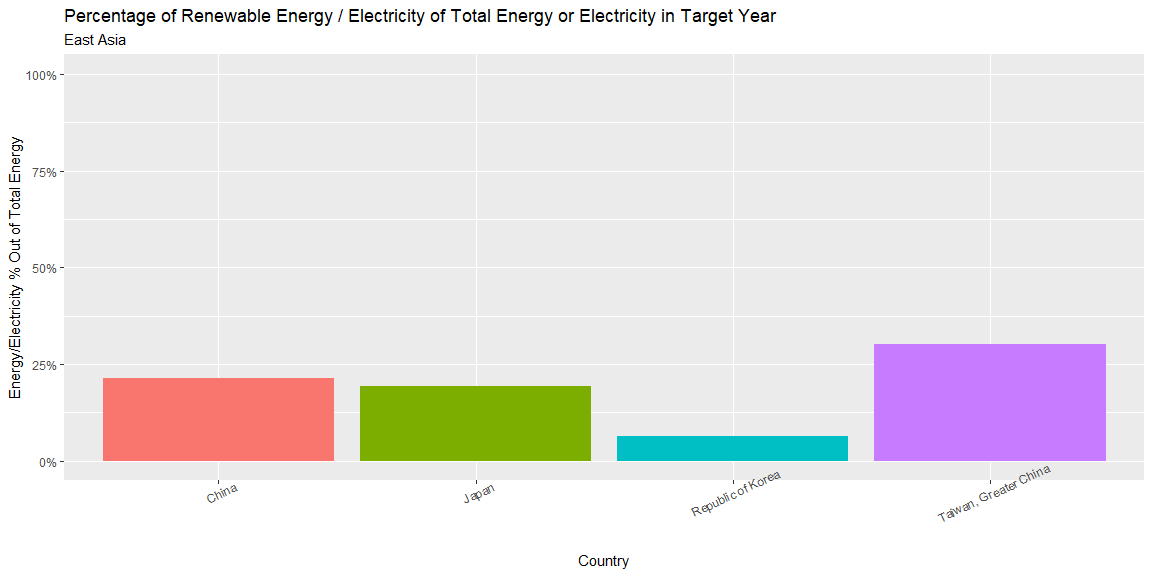 Percentage of Renewable Energy / Electricity of Total Energy or Electricity in Target Year
East Asia
Energy/Electricity % Out of Total Energy
100%
75%
50%
25%
0%
China
Japan
Republic of Korea
Taiwan, Greater China
Country